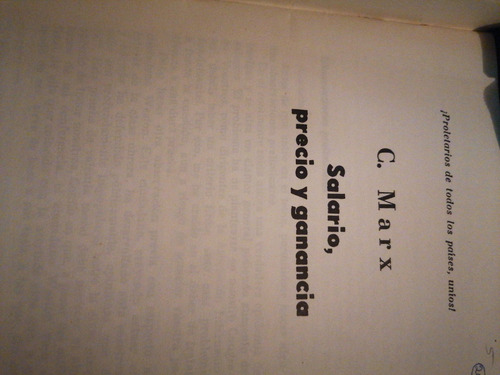 ¡Proletarios de todos los países, uníos!
C. Marx
Salario,
precio y ganancia